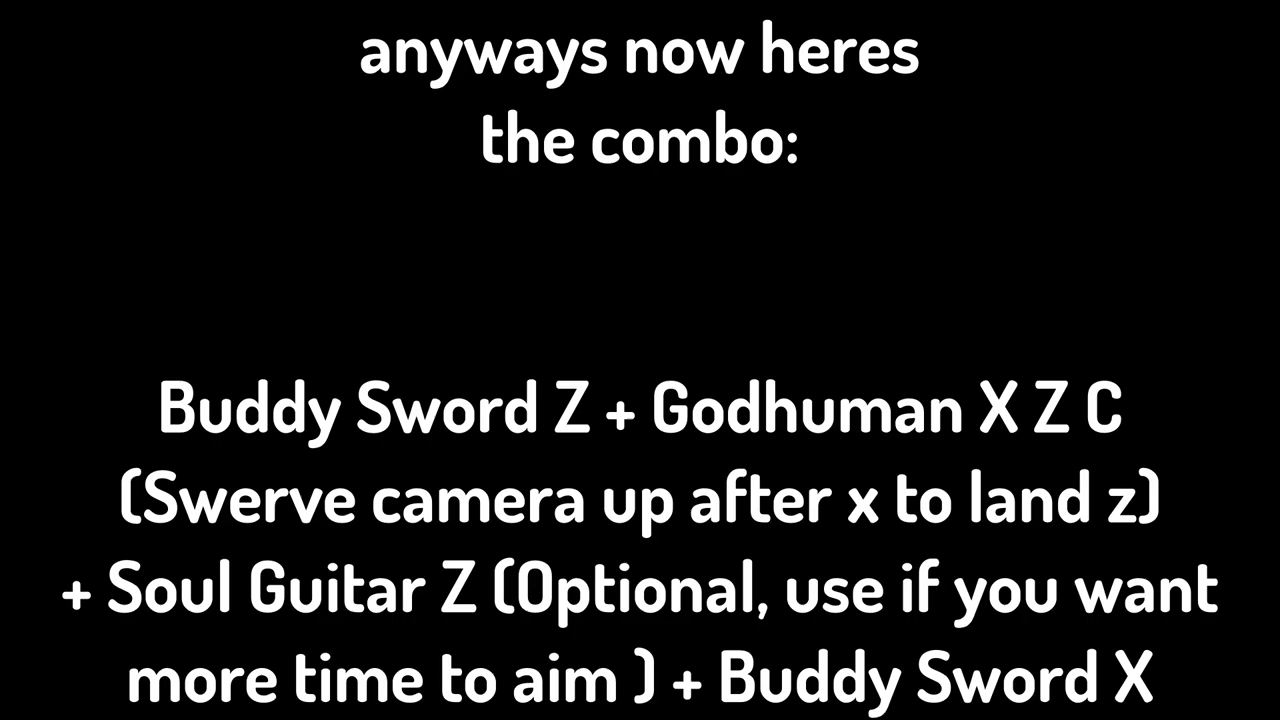 anyways now heres
the combo:
Buddy Sword Z + Godhuman X Z C
(Swerve camera up after x to land z)
+ Soul Guitar Z (Optional, use if you want
more time to aim ) + Buddy Sword X